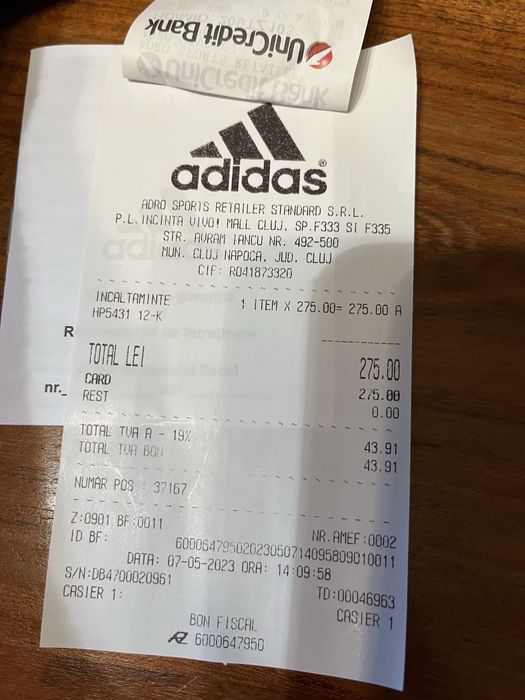 UniCredit Bank
UniCredit Bank
adidas®
ADRO SPORTS RETAILER STANDARD S.R.L.
P.L.INCINTA VIVO! MALL CLUJ. SP.F333 SI F335
STR. AVRAM IANCU NR. 492-500
MUN. CLUJ NAPOCA. JUD. CLUJ
CIF: RO41873320
INCALTAMINTE 1 ITEM X 275.00= 275.00 A
HP5431 12-K
TOTAL LEI 275.00
CARD 275.00
REST 0.00
TOTAL TVA A - 19% 43.91
TOTAL TVA BON 43.91
NUMAR POS : 37167
Z:0901 BF:0011 NR.AMEF:0002
ID BF: 60006479502023050714095809010011
DATA: 07-05-2023 ORA: 14:09:58
S/N:DB4700020961 TD:00046963
CASIER 1: CASIER 1
BON FISCAL
6000647950
R
nr._